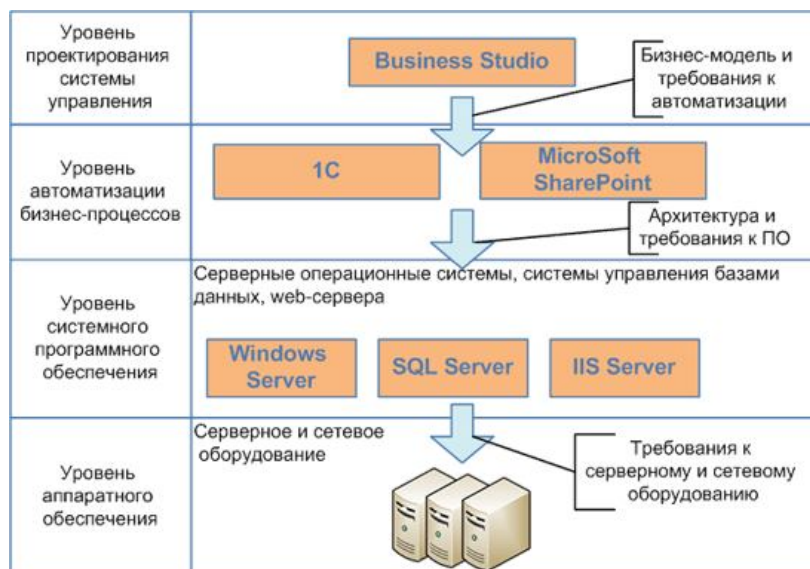 Уровень
проектирования
системы
управления
Business Studio
Бизнес-модель и
требования к
автоматизации
Уровень
автоматизации
бизнес-процессов
1С
MicroSoft
SharePoint
Архитектура и
требования к ПО
Уровень
системного
программного
обеспечения
Серверные операционные системы, системы управления базами
данных, web-сервера
Windows
Server
SQL Server
IIS Server
Уровень
аппаратного
обеспечения
Серверное и сетевое
оборудование
Требования к
серверному и сетевому
оборудованию